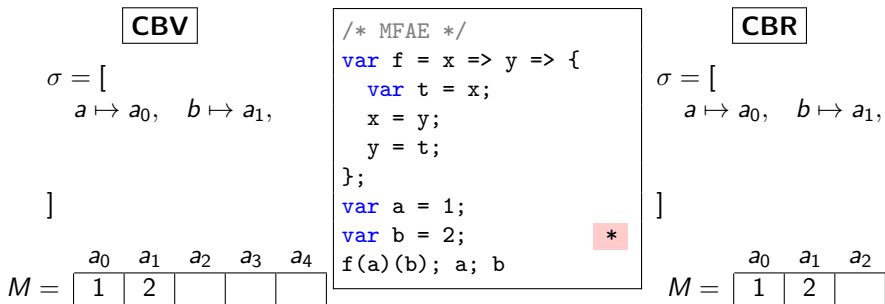 CBV
σ = [
a ↦ a₀, b ↦ a₁,
]
a₀ a₁ a₂ a₃ a₄
M = 1 2
/* MFAE */
var f = x => y => {
var t = x;
x = y;
y = t;
};
var a = 1;
var b = 2; *
f(a)(b); a; b
CBR
σ = [
a ↦ a₀, b ↦ a₁,
]
a₀ a₁ a₂
M = 1 2